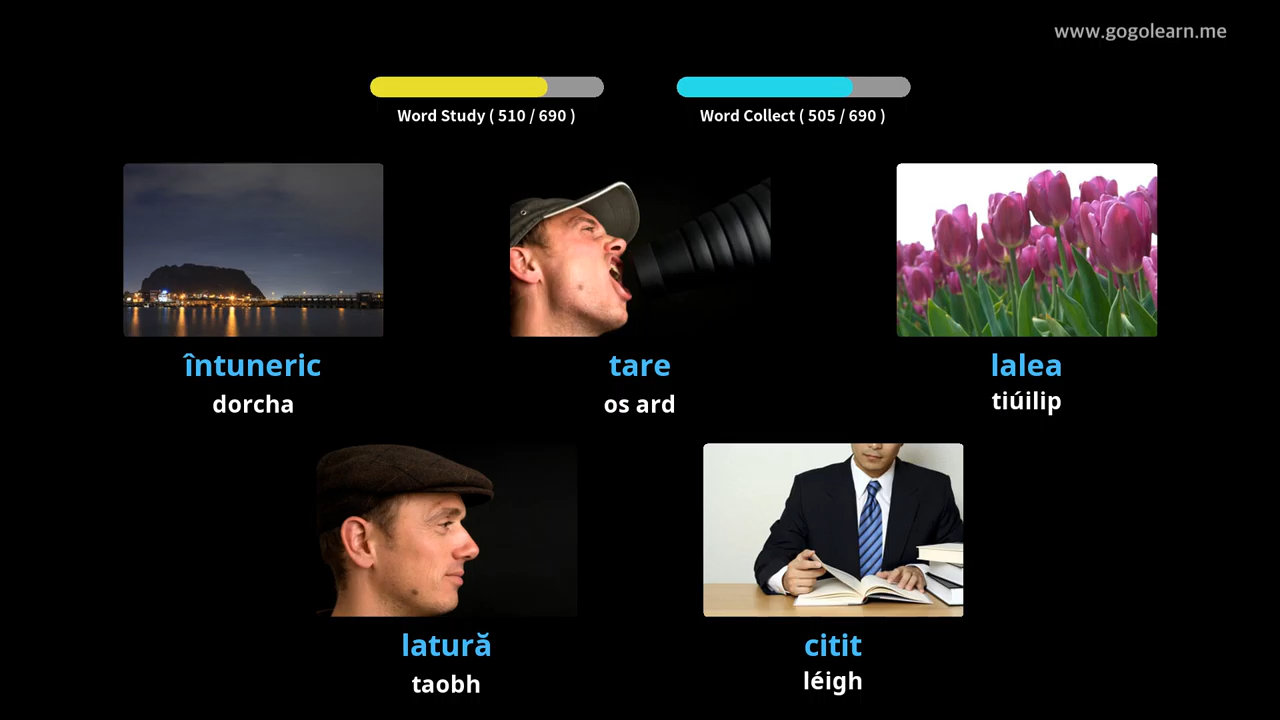 www.gogolearn.me
Word Study ( 510 / 690 )
Word Collect ( 505 / 690 )
întuneric
dorcha
tare
os ard
lalea
tiúilip
latură
taobh
citit
léigh